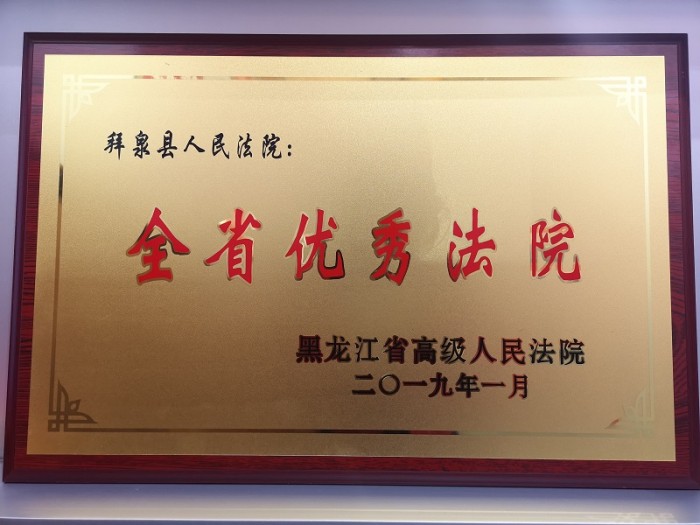 拜泉县人民法院：
全省优秀法院
黑龙江省高级人民法院
二〇一九年一月